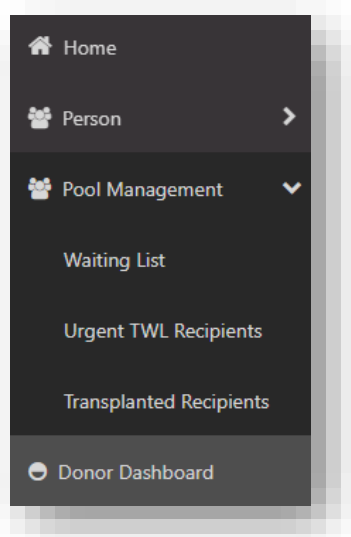 Home
Person
Pool Management
Waiting List
Urgent TWL Recipients
Transplanted Recipients
Donor Dashboard